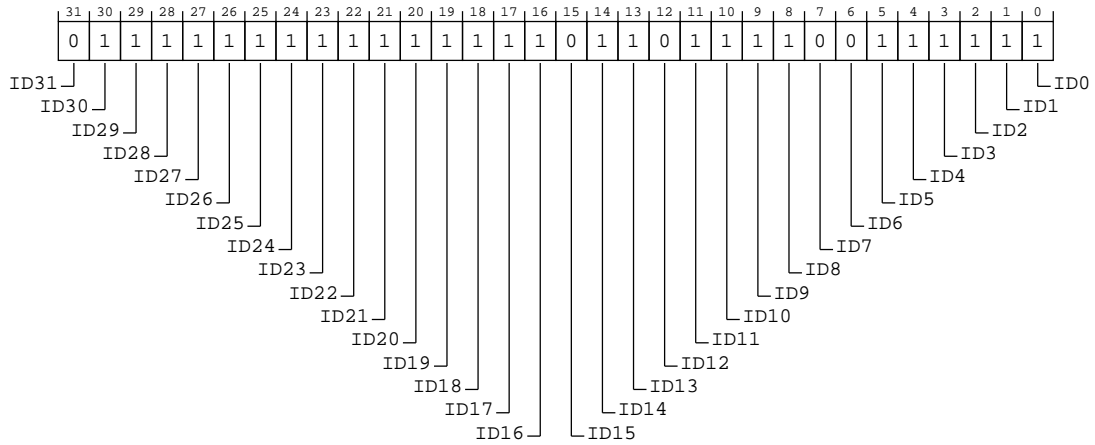 31 30 29 28 27 26 25 24 23 22 21 20 19 18 17 16 15 14 13 12 11 10 9 8 7 6 5 4 3 2 1 0
0 1 1 1 1 1 1 1 1 1 1 1 1 1 1 1 0 1 1 0 1 1 1 1 0 0 1 1 1 1 1 1
ID31 ID0
ID30 ID1
ID29 ID2
ID28 ID3
ID27 ID4
ID26 ID5
ID25 ID6
ID24 ID7
ID23 ID8
ID22 ID9
ID21 ID10
ID20 ID11
ID19 ID12
ID18 ID13
ID17 ID14
ID16 ID15